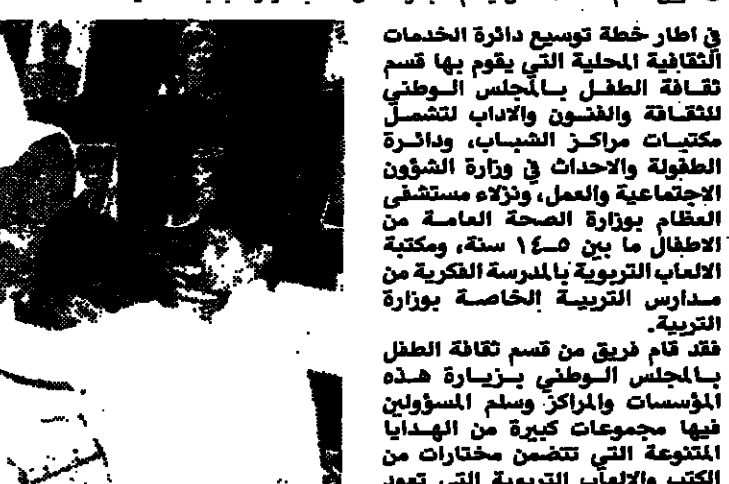 في اطار خطة توسيع دائرة الخدمات
الثقافية المحلية التي يقوم بها قسم
ثقافة الطفل بالمجلس الوطني
للثقافة والفنون والاداب لتشمل
مكتبات مراكز الشباب، ودائرة
الطفولة والاحداث في وزارة الشؤون
الاجتماعية والعمل، ونزلاء مستشفى
العظام بوزارة الصحة العامة من
الاطفال ما بين ٥ــ١٤ سنة، ومكتبة
الالعاب التربوية بالمدرسة الفكرية من
مدارس التربية الخاصة بوزارة
التربية.
فقد قام فريق من قسم ثقافة الطفل
بالمجلس الوطني بزيارة هذه
المؤسسات والمراكز وسلم المسؤولين
فيها مجموعات كبيرة من الهدايا
المتنوعة التي تتضمن مختارات من
الكتب والالعاب التربوية التي تعود